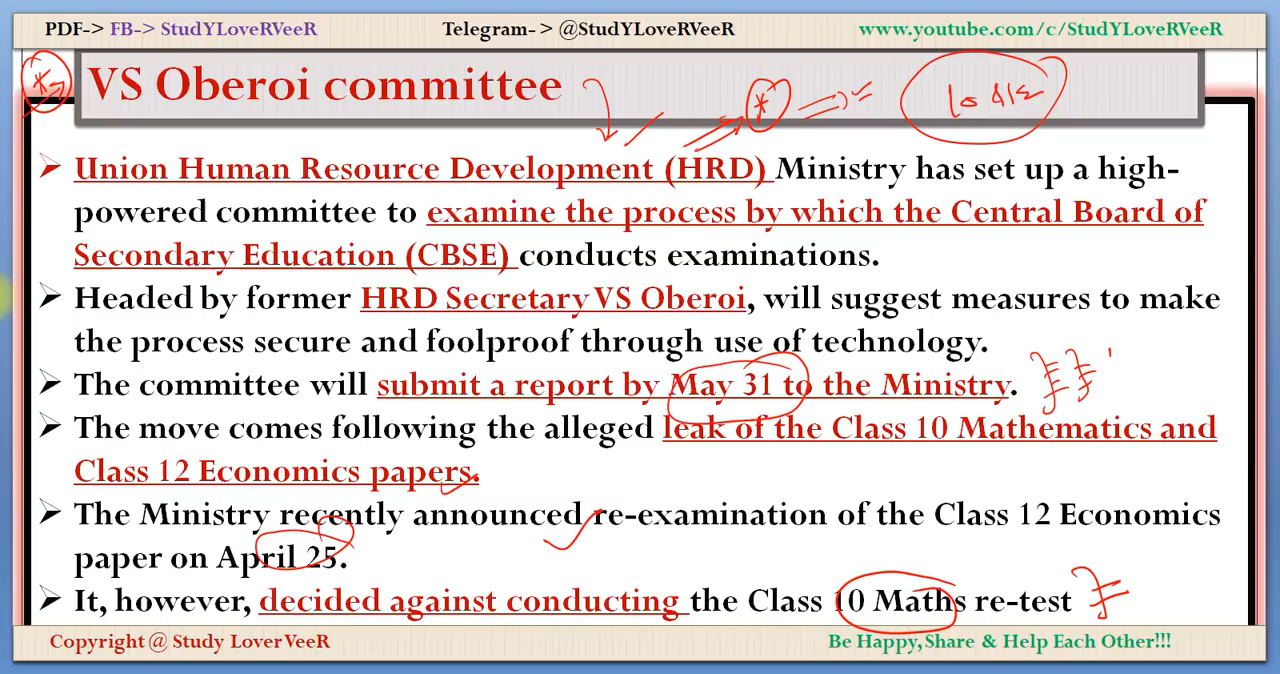 PDF-> FB-> StudYLoveRVeeR Telegram- > @StudYLoveRVeeR www.youtube.com/c/StudYLoveRVeeR
VS Oberoi committee
➢ Union Human Resource Development (HRD) Ministry has set up a high-
powered committee to examine the process by which the Central Board of
Secondary Education (CBSE) conducts examinations.
➢ Headed by former HRD Secretary VS Oberoi, will suggest measures to make
the process secure and foolproof through use of technology.
➢ The committee will submit a report by May 31 to the Ministry.
➢ The move comes following the alleged leak of the Class 10 Mathematics and
Class 12 Economics papers.
➢ The Ministry recently announced re-examination of the Class 12 Economics
paper on April 25.
➢ It, however, decided against conducting the Class 10 Maths re-test
Copyright @ Study LoverVeeR Be Happy, Share & Help Each Other!!!